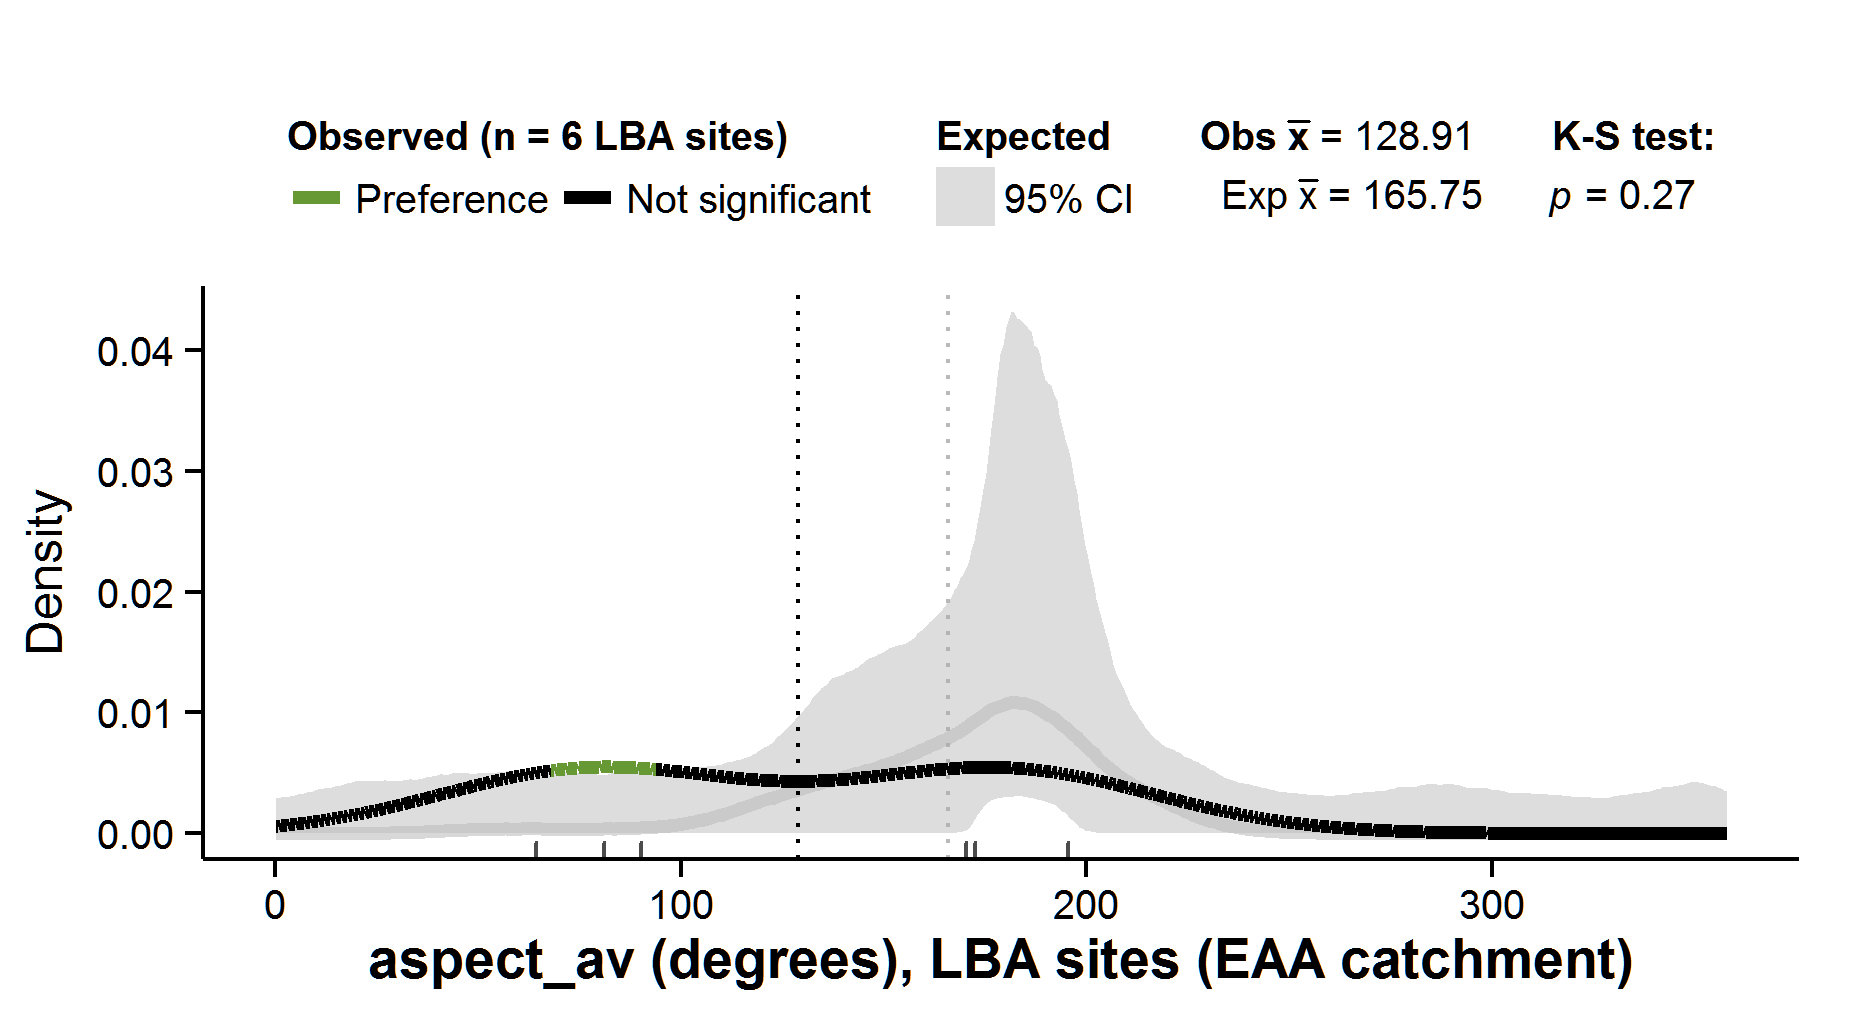 Observed (n = 6 LBA sites) Expected Obs x̅ = 128.91 K-S test:
Preference Not significant 95% CI Exp x̅ = 165.75 p = 0.27
0.04
0.03
0.02
0.01
0.00
Density
0 100 200 300
aspect_av (degrees), LBA sites (EAA catchment)